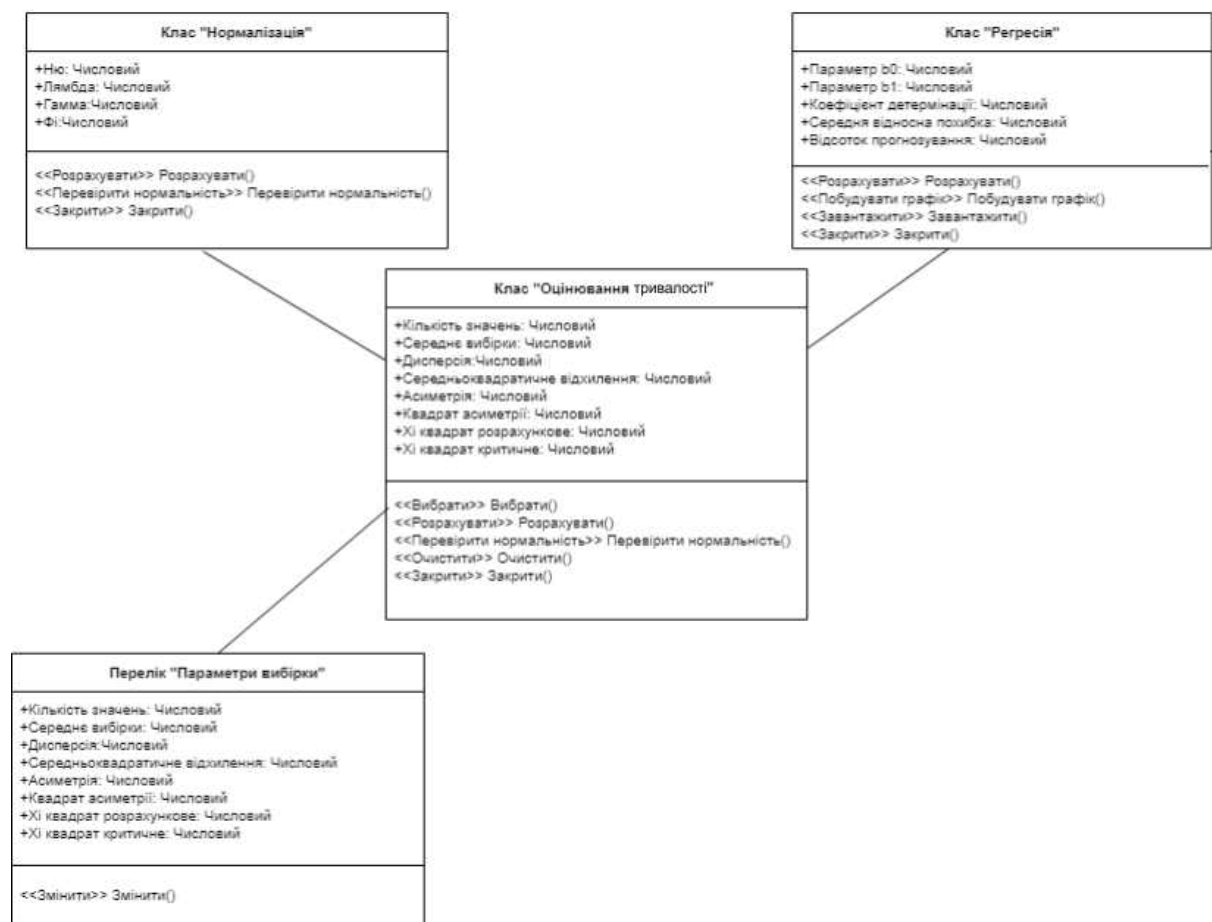 Клас "Нормалізація"
+Ню: Числовий
+Лямбда: Числовий
+Гамма:Числовий
+Фі:Числовий
<<Розрахувати>> Розрахувати()
<<Перевірити нормальність>> Перевірити нормальність()
<<Закрити>> Закрити()
Клас "Регресія"
+Параметр b0: Числовий
+Параметр b1: Числовий
+Коефіцієнт детермінації: Числовий
+Середня відносна похибка: Числовий
+Відсоток прогнозування: Числовий
<<Розрахувати>> Розрахувати()
<<Побудувати графік>> Побудувати графік()
<<Завантажити>> Завантажити()
<<Закрити>> Закрити()
Клас "Оцінювання тривалості"
+Кількість значень: Числовий
+Середнє вибірки: Числовий
+Дисперсія:Числовий
+Середньоквадратичне відхилення: Числовий
+Асиметрія: Числовий
+Квадрат асиметрії: Числовий
+Хі квадрат розрахункове: Числовий
+Хі квадрат критичне: Числовий
<<Вибрати>> Вибрати()
<<Розрахувати>> Розрахувати()
<<Перевірити нормальність>> Перевірити нормальність()
<<Очистити>> Очистити()
<<Закрити>> Закрити()
Перелік "Параметри вибірки"
+Кількість значень: Числовий
+Середнє вибірки: Числовий
+Дисперсія:Числовий
+Середньоквадратичне відхилення: Числовий
+Асиметрія: Числовий
+Квадрат асиметрії: Числовий
+Хі квадрат розрахункове: Числовий
+Хі квадрат критичне: Числовий
<<Змінити>> Змінити()